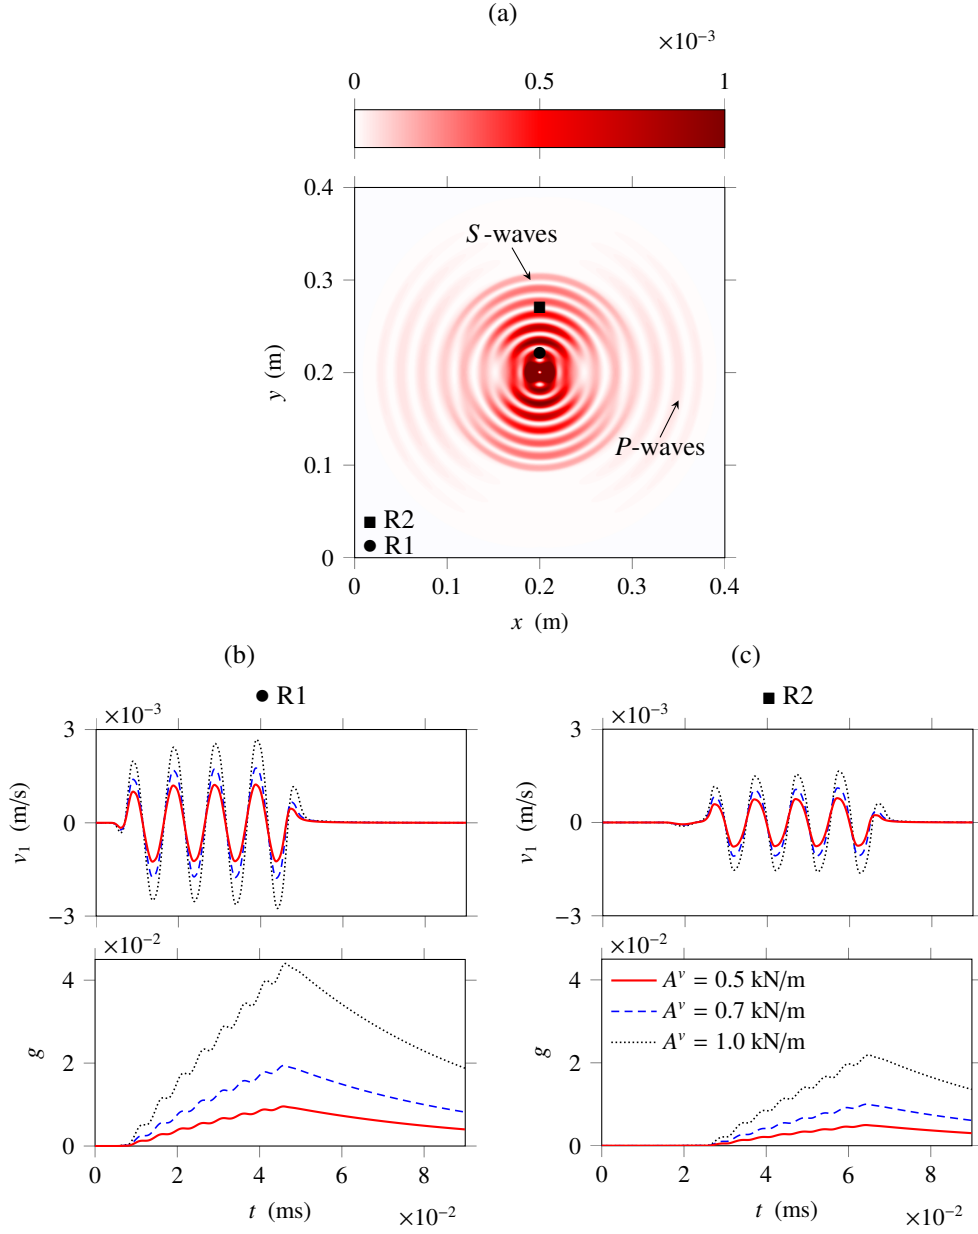 (a)
×10⁻³
0 0.5 1
0.4
0.3
0.2
0.1
0
y (m)
S-waves
P-waves
R2
R1
0 0.1 0.2 0.3 0.4
x (m)
(b) (c)
R1 R2
×10⁻³ ×10⁻³
3 3
0 0
−3 −3
v₁ (m/s) v₁ (m/s)
×10⁻² ×10⁻²
4 4
2 2
0 0
g g
Aᵛ = 0.5 kN/m
Aᵛ = 0.7 kN/m
Aᵛ = 1.0 kN/m
0 2 4 6 8 0 2 4 6 8
t (ms) t (ms)
×10⁻² ×10⁻²